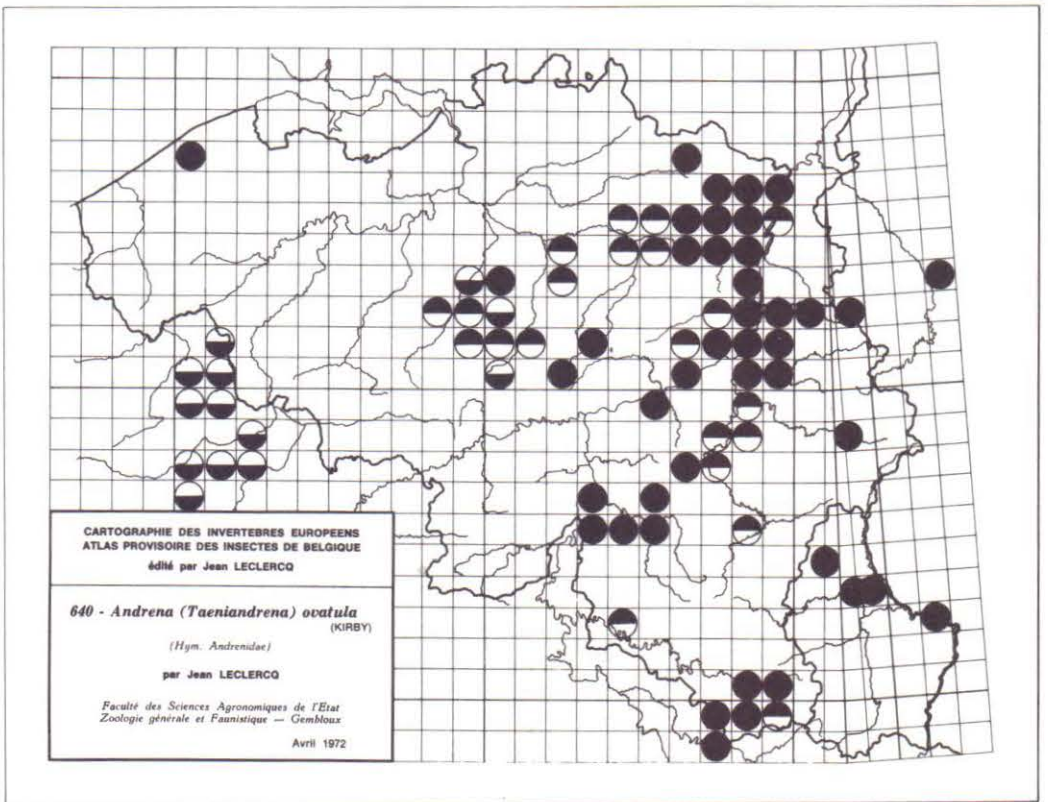 CARTOGRAPHIE DES INVERTEBRES EUROPEENS
ATLAS PROVISOIRE DES INSECTES DE BELGIQUE
édité par Jean LECLERCQ
640 - Andrena (Taeniandrena) ovatula
(KIRBY)
(Hym. Andrenidae)
par Jean LECLERCQ
Faculté des Sciences Agronomiques de l'Etat
Zoologie générale et Faunistique — Gembloux
Avril 1972